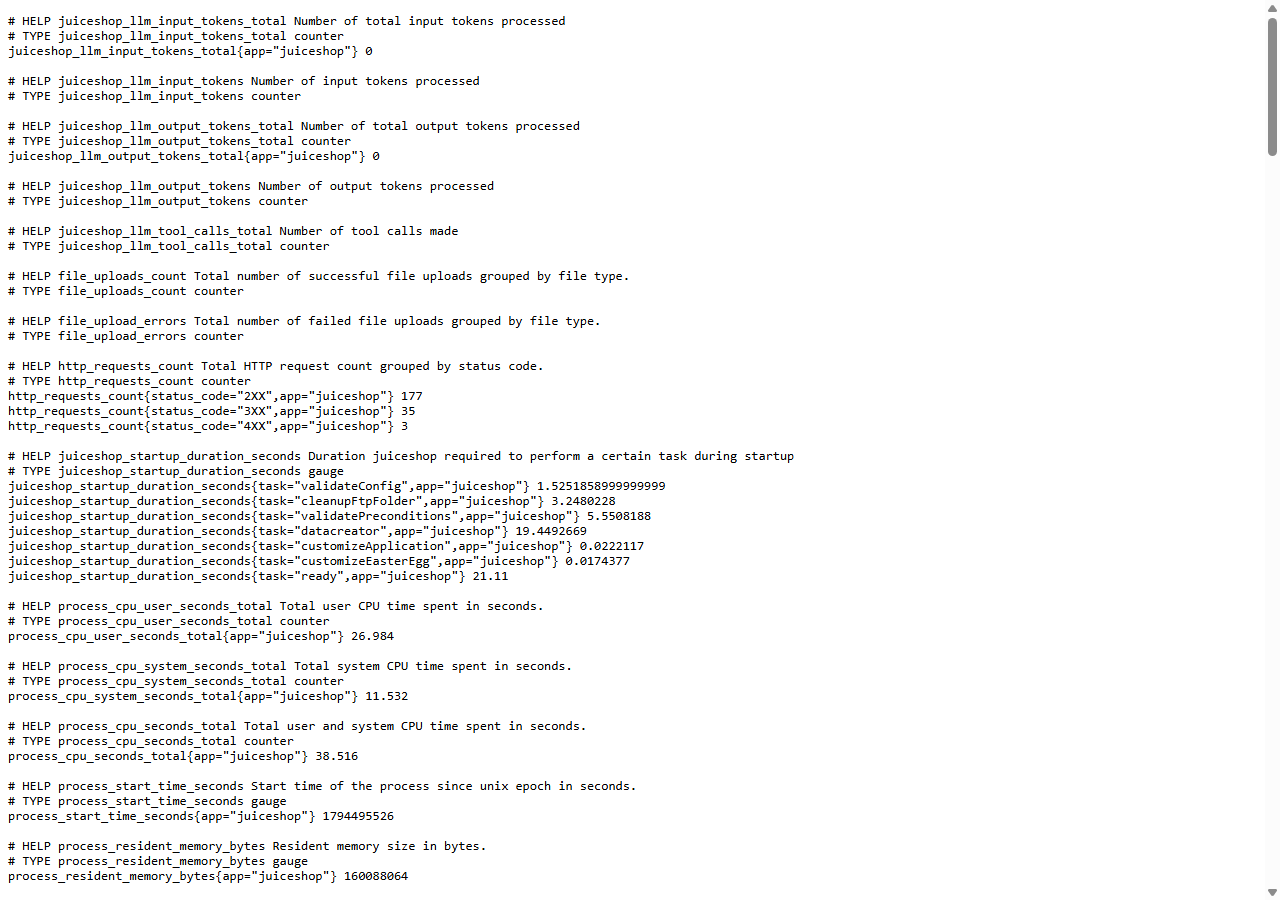 # HELP juiceshop_llm_input_tokens_total Number of total input tokens processed
# TYPE juiceshop_llm_input_tokens_total counter
juiceshop_llm_input_tokens_total{app="juiceshop"} 0
# HELP juiceshop_llm_input_tokens Number of input tokens processed
# TYPE juiceshop_llm_input_tokens counter
# HELP juiceshop_llm_output_tokens_total Number of total output tokens processed
# TYPE juiceshop_llm_output_tokens_total counter
juiceshop_llm_output_tokens_total{app="juiceshop"} 0
# HELP juiceshop_llm_output_tokens Number of output tokens processed
# TYPE juiceshop_llm_output_tokens counter
# HELP juiceshop_llm_tool_calls_total Number of tool calls made
# TYPE juiceshop_llm_tool_calls_total counter
# HELP file_uploads_count Total number of successful file uploads grouped by file type.
# TYPE file_uploads_count counter
# HELP file_upload_errors Total number of failed file uploads grouped by file type.
# TYPE file_upload_errors counter
# HELP http_requests_count Total HTTP request count grouped by status code.
# TYPE http_requests_count counter
http_requests_count{status_code="2XX",app="juiceshop"} 177
http_requests_count{status_code="3XX",app="juiceshop"} 35
http_requests_count{status_code="4XX",app="juiceshop"} 3
# HELP juiceshop_startup_duration_seconds Duration juiceshop required to perform a certain task during startup
# TYPE juiceshop_startup_duration_seconds gauge
juiceshop_startup_duration_seconds{task="validateConfig",app="juiceshop"} 1.5251858999999999
juiceshop_startup_duration_seconds{task="cleanupFtpFolder",app="juiceshop"} 3.2480228
juiceshop_startup_duration_seconds{task="validatePreconditions",app="juiceshop"} 5.5508188
juiceshop_startup_duration_seconds{task="datacreator",app="juiceshop"} 19.4492669
juiceshop_startup_duration_seconds{task="customizeApplication",app="juiceshop"} 0.0222117
juiceshop_startup_duration_seconds{task="customizeEasterEgg",app="juiceshop"} 0.0174377
juiceshop_startup_duration_seconds{task="ready",app="juiceshop"} 21.11
# HELP process_cpu_user_seconds_total Total user CPU time spent in seconds.
# TYPE process_cpu_user_seconds_total counter
process_cpu_user_seconds_total{app="juiceshop"} 26.984
# HELP process_cpu_system_seconds_total Total system CPU time spent in seconds.
# TYPE process_cpu_system_seconds_total counter
process_cpu_system_seconds_total{app="juiceshop"} 11.532
# HELP process_cpu_seconds_total Total user and system CPU time spent in seconds.
# TYPE process_cpu_seconds_total counter
process_cpu_seconds_total{app="juiceshop"} 38.516
# HELP process_start_time_seconds Start time of the process since unix epoch in seconds.
# TYPE process_start_time_seconds gauge
process_start_time_seconds{app="juiceshop"} 1794495526
# HELP process_resident_memory_bytes Resident memory size in bytes.
# TYPE process_resident_memory_bytes gauge
process_resident_memory_bytes{app="juiceshop"} 160088064